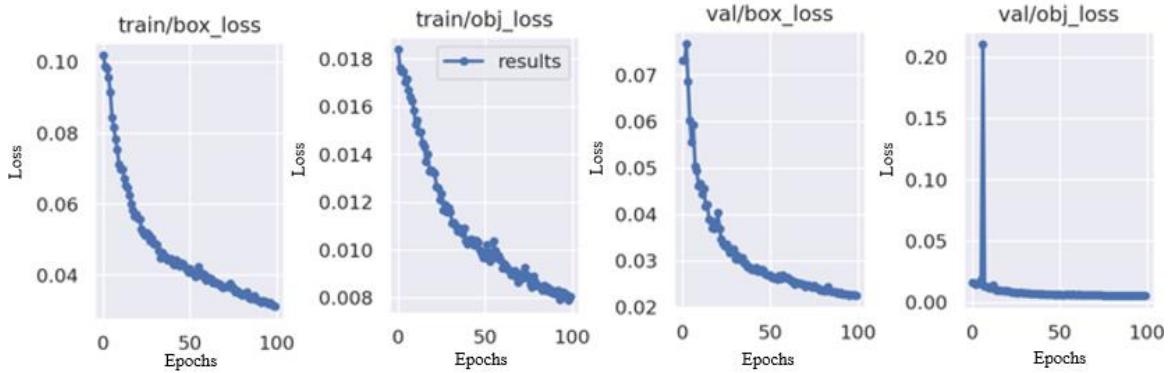 train/box_loss
0.10
0.08
0.06
0.04
Loss
0 50 100
Epochs
train/obj_loss
results
0.018
0.016
0.014
0.012
0.010
0.008
Loss
0 50 100
Epochs
val/box_loss
0.07
0.06
0.05
0.04
0.03
0.02
Loss
0 50 100
Epochs
val/obj_loss
0.20
0.15
0.10
0.05
0.00
Loss
0 50 100
Epochs